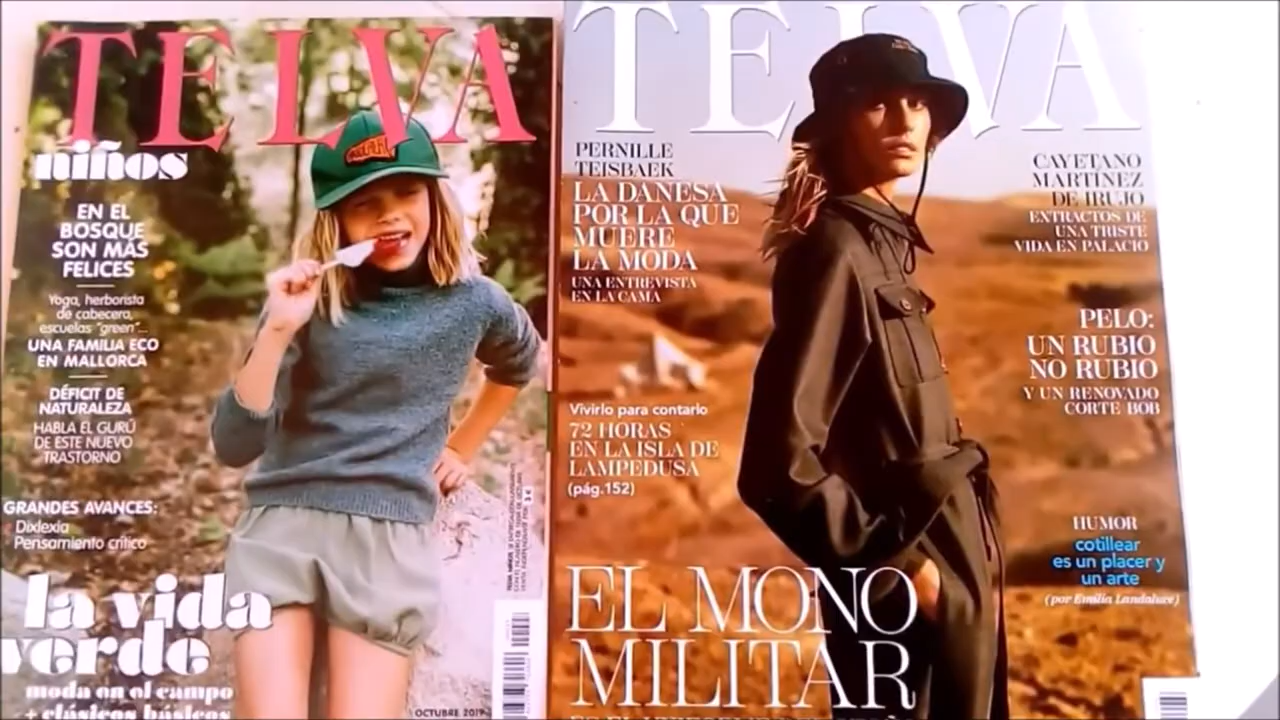 TELVA
niños
EN EL
BOSQUE
SON MÁS
FELICES
Yoga, herborista
de cabecera,
escuelas "green"...
UNA FAMILIA ECO
EN MALLORCA
DÉFICIT DE
NATURALEZA
HABLA EL GURÚ
DE ESTE NUEVO
TRASTORNO
GRANDES AVANCES:
Dixlexia
Pensamiento crítico
la vida
verde
moda en el campo
+ clásicos básicos
OCTUBRE 2019
TELVA
PERNILLE
TEISBAEK
LA DANESA
POR LA QUE
MUERE
LA MODA
UNA ENTREVISTA
EN LA CAMA
Vivirlo para contarlo
72 HORAS
EN LA ISLA DE
LAMPEDUSA
(pág.152)
EL MONO
MILITAR
CAYETANO
MARTINEZ
DE IRUJO
EXTRACTOS DE
UNA TRISTE
VIDA EN PALACIO
PELO:
UN RUBIO
NO RUBIO
Y UN RENOVADO
CORTE BOB
HUMOR
cotillear
es un placer y
un arte
(por Emilia Landaluce)